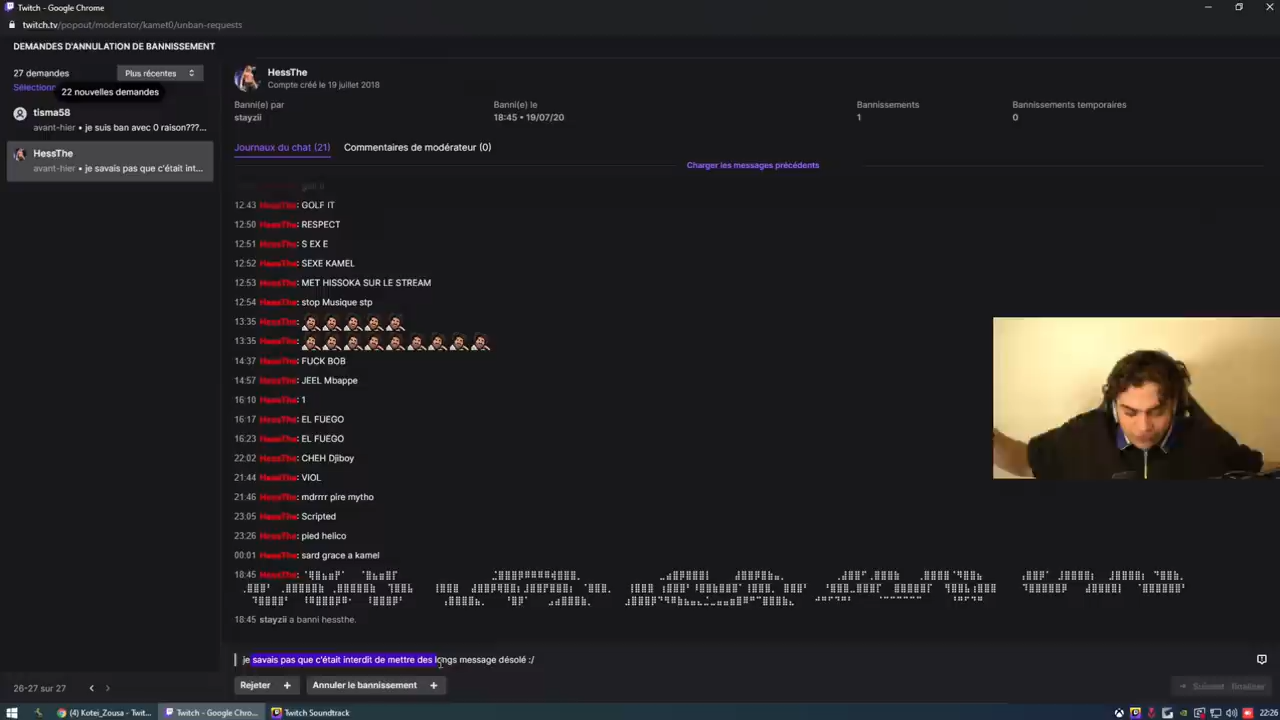 Twitch - Google Chrome
twitch.tv/popout/moderator/kamet0/unban-requests
DEMANDES D'ANNULATION DE BANNISSEMENT
27 demandes
Plus récentes
Sélection
22 nouvelles demandes
tisma58
avant-hier • je suis ban avec 0 raison???...
HessThe
avant-hier • je savais pas que c'était int...
26-27 sur 27
HessThe
Compte créé le 19 juillet 2018
Banni(e) par
stayzii
Banni(e) le
18:45 • 19/07/20
Bannissements
1
Bannissements temporaires
0
Journaux du chat (21)
Commentaires de modérateur (0)
Charger les messages précédents
12:43 HessThe: GOLF IT
12:50 HessThe: RESPECT
12:51 HessThe: S EX E
12:52 HessThe: SEXE KAMEL
12:53 HessThe: MET HISSOKA SUR LE STREAM
12:54 HessThe: stop Musique stp
13:35 HessThe:
13:35 HessThe:
14:37 HessThe: FUCK BOB
14:57 HessThe: JEEL Mbappe
16:10 HessThe: 1
16:17 HessThe: EL FUEGO
16:23 HessThe: EL FUEGO
22:02 HessThe: CHEH Djiboy
21:44 HessThe: VIOL
21:46 HessThe: mdrrrr pire mytho
23:05 HessThe: Scripted
23:26 HessThe: pied helico
00:01 HessThe: sard grace a kamel
18:45 HessThe:
18:45 stayzii a banni hessthe.
je savais pas que c'était interdit de mettre des longs message désolé :/
Rejeter +
Annuler le bannissement +
Suivant
(4) Kotei_Zousa - Twit...
Twitch - Google Chro...
Twitch Soundtrack
22:26